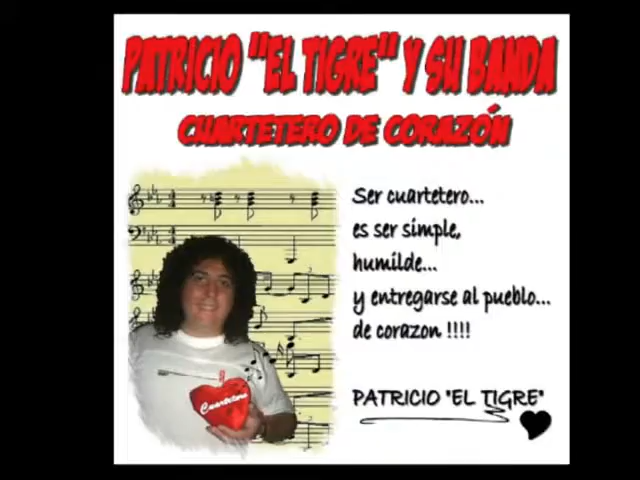 PATRICIO "EL TIGRE" Y SU BANDA
CUARTETERO DE CORAZÓN
Ser cuartetero...
es ser simple,
humilde...
y entregarse al pueblo...
de corazon !!!!
Cuartetero
PATRICIO "EL TIGRE"